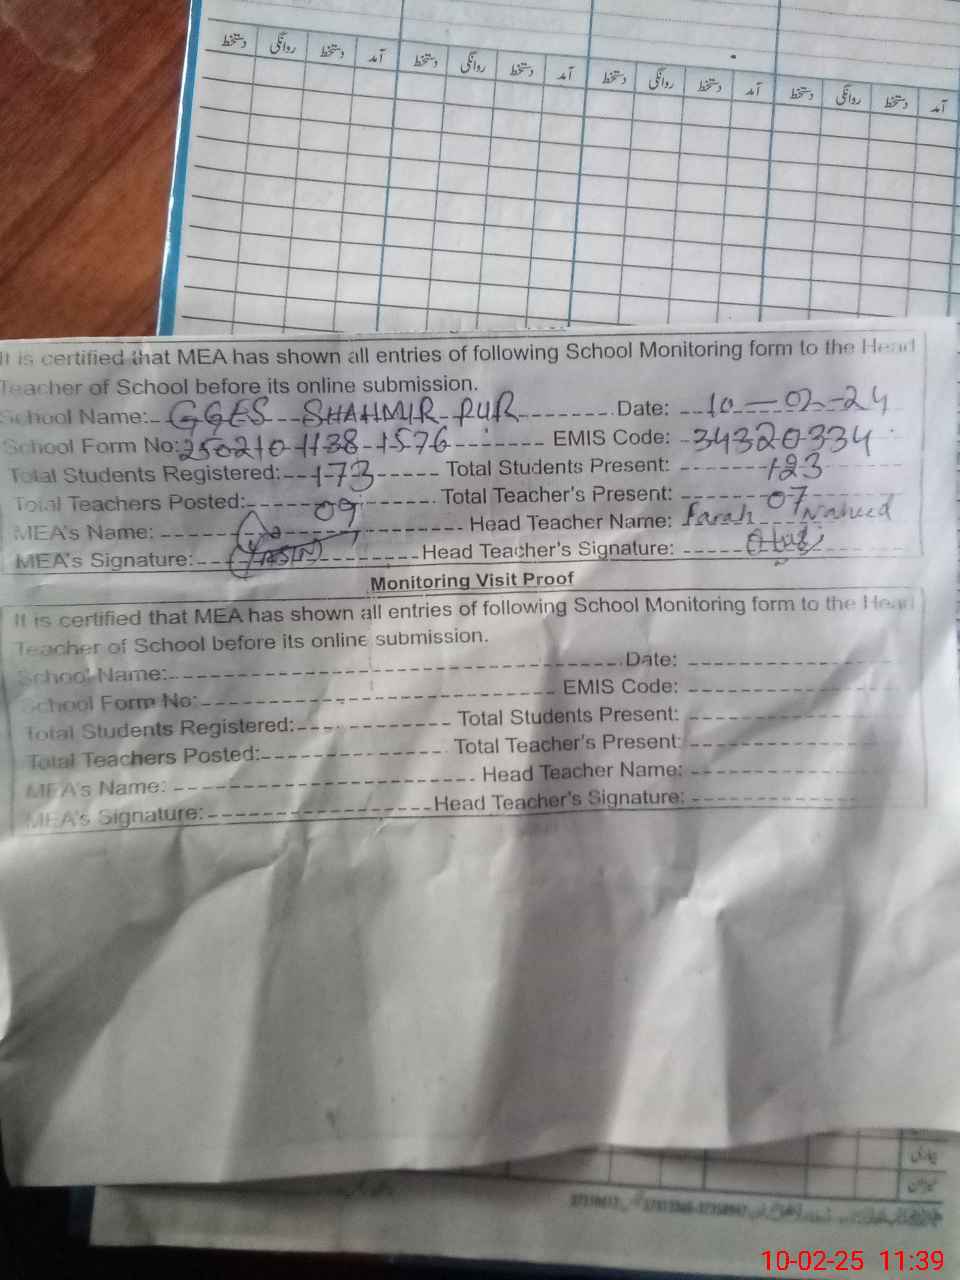 دستخط روانگی دستخط آمد دستخط روانگی دستخط آمد دستخط روانگی دستخط آمد دستخط روانگی دستخط آمد
It is certified that MEA has shown all entries of following School Monitoring form to the Head
Teacher of School before its online submission.
School Name: GGES SHAHMIR PUR Date: 10-02-24
School Form No: 250210-1138-1576 EMIS Code: 34320334
Total Students Registered: 173 Total Students Present: 123
Total Teachers Posted: 09 Total Teacher's Present: 07
MEA's Name: Head Teacher Name: Farah Naheed
MEA's Signature: (YASIN) Head Teacher's Signature:
Monitoring Visit Proof
It is certified that MEA has shown all entries of following School Monitoring form to the Head
Teacher of School before its online submission.
School Name: Date:
School Form No: EMIS Code:
Total Students Registered: Total Students Present:
Total Teachers Posted: Total Teacher's Present:
MEA's Name: Head Teacher Name:
MEA's Signature: Head Teacher's Signature:
10-02-25 11:39